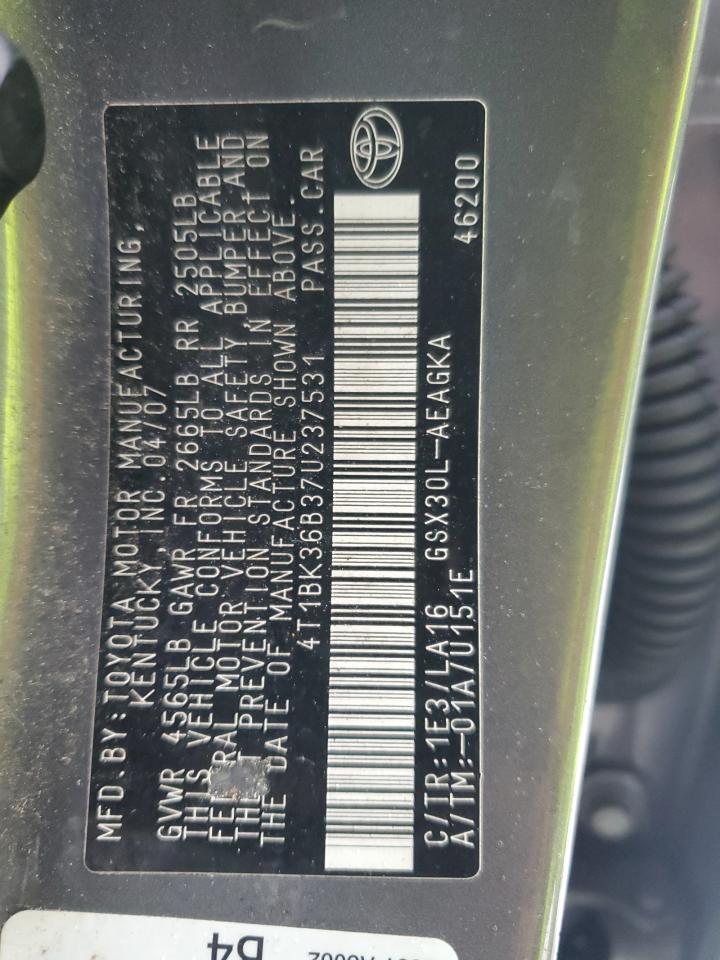 MFD.BY:TOYOTA MOTOR MANUFACTURING,
KENTUCKY,INC.04/07
GVWR 4565LB GAWR FR 2665LB RR 2505LB
THIS VEHICLE CONFORMS TO ALL APPLICABLE
FEDERAL MOTOR VEHICLE SAFETY, BUMPER,AND
THEFT PREVENTION STANDARDS IN EFFECT ON
THE DATE OF MANUFACTURE SHOWN ABOVE.
4T1BK36B37U237531 PASS.CAR
C/TR:1E3/LA16 GSX30L-AEAGKA
A/TM:-01A/U151E 46200
B4